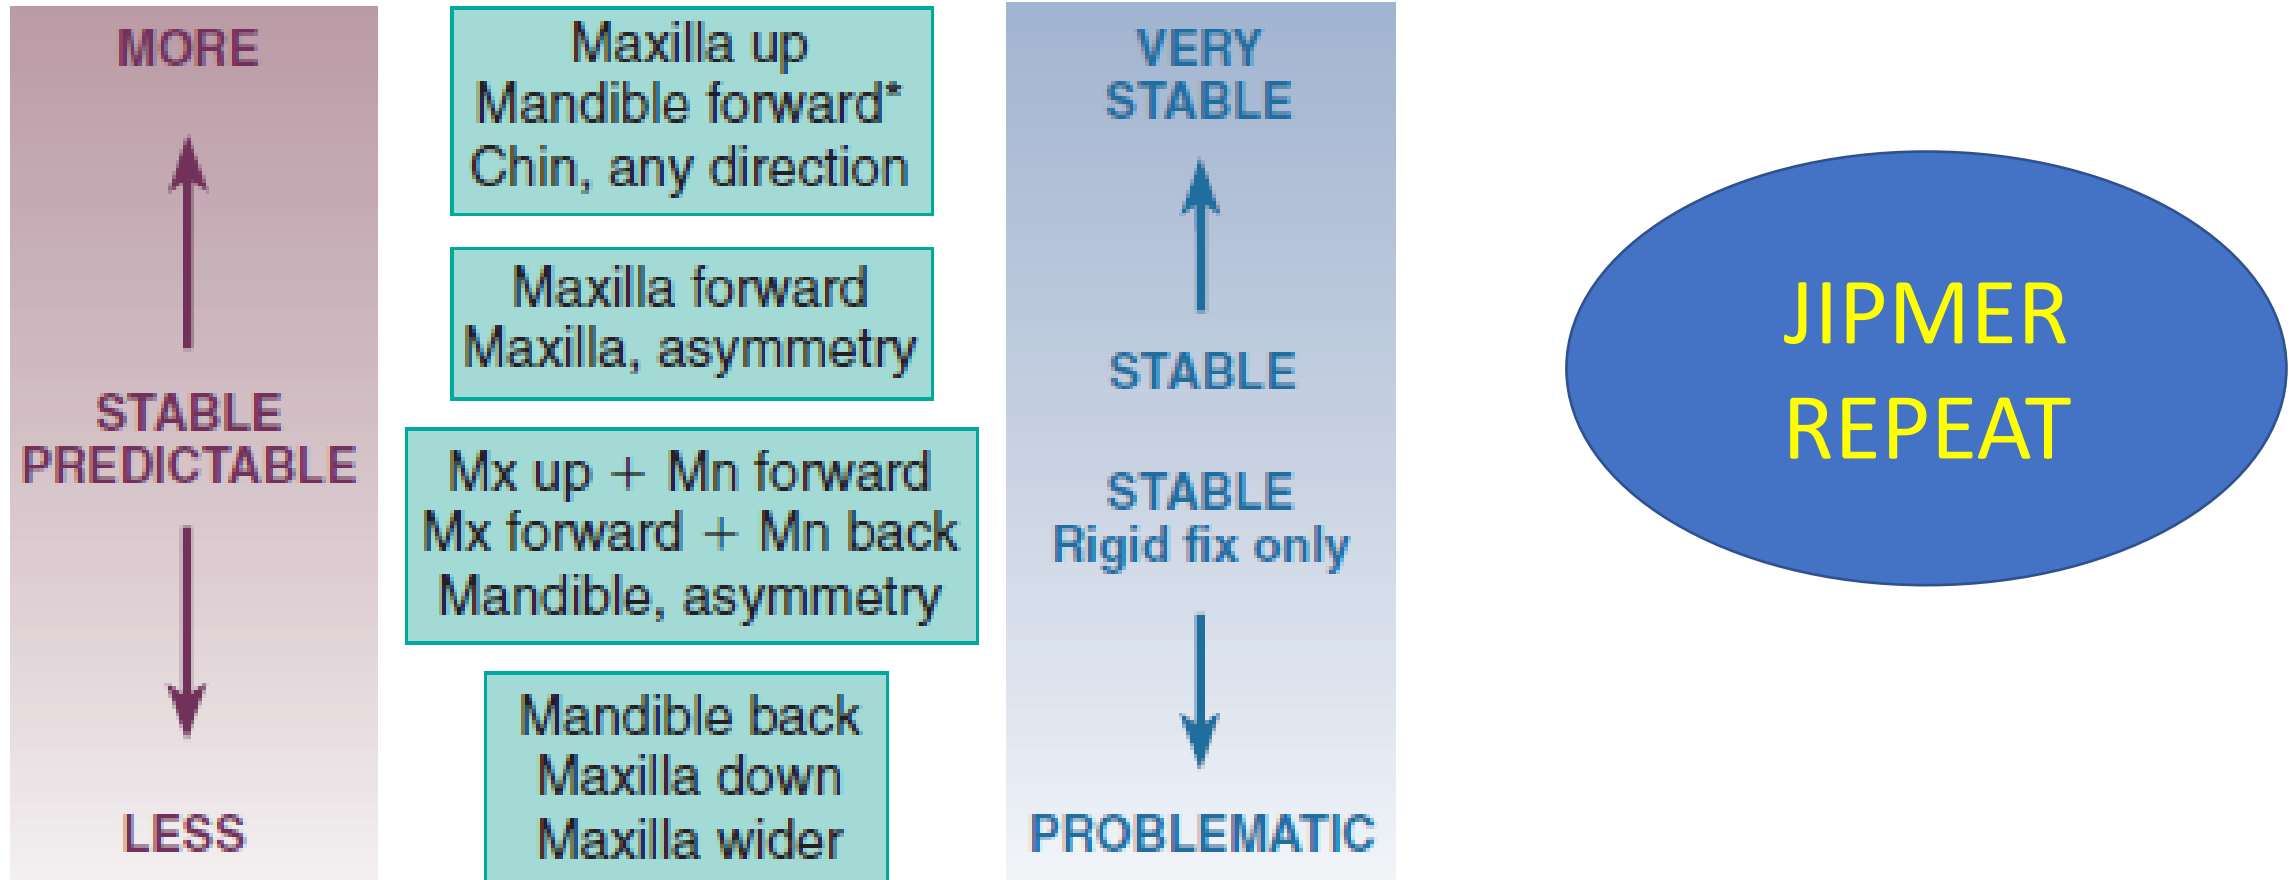 MORE
STABLE
PREDICTABLE
LESS
Maxilla up
Mandible forward*
Chin, any direction
Maxilla forward
Maxilla, asymmetry
Mx up + Mn forward
Mx forward + Mn back
Mandible, asymmetry
Mandible back
Maxilla down
Maxilla wider
VERY
STABLE
STABLE
STABLE
Rigid fix only
PROBLEMATIC
JIPMER
REPEAT